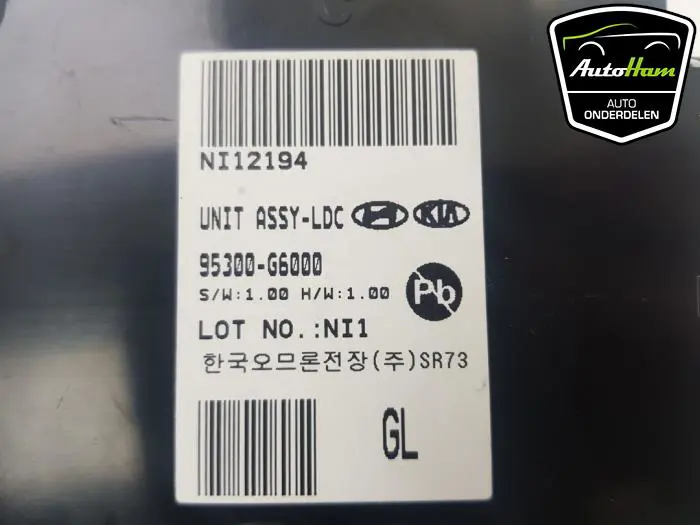 AutoHam
AUTO
ONDERDELEN
NI12194
UNIT ASSY-LDC KIA
95300-G6000
S/W:1.00 H/W:1.00
Pb
LOT NO.:NI1
한국오므론전장(주)SR73
GL